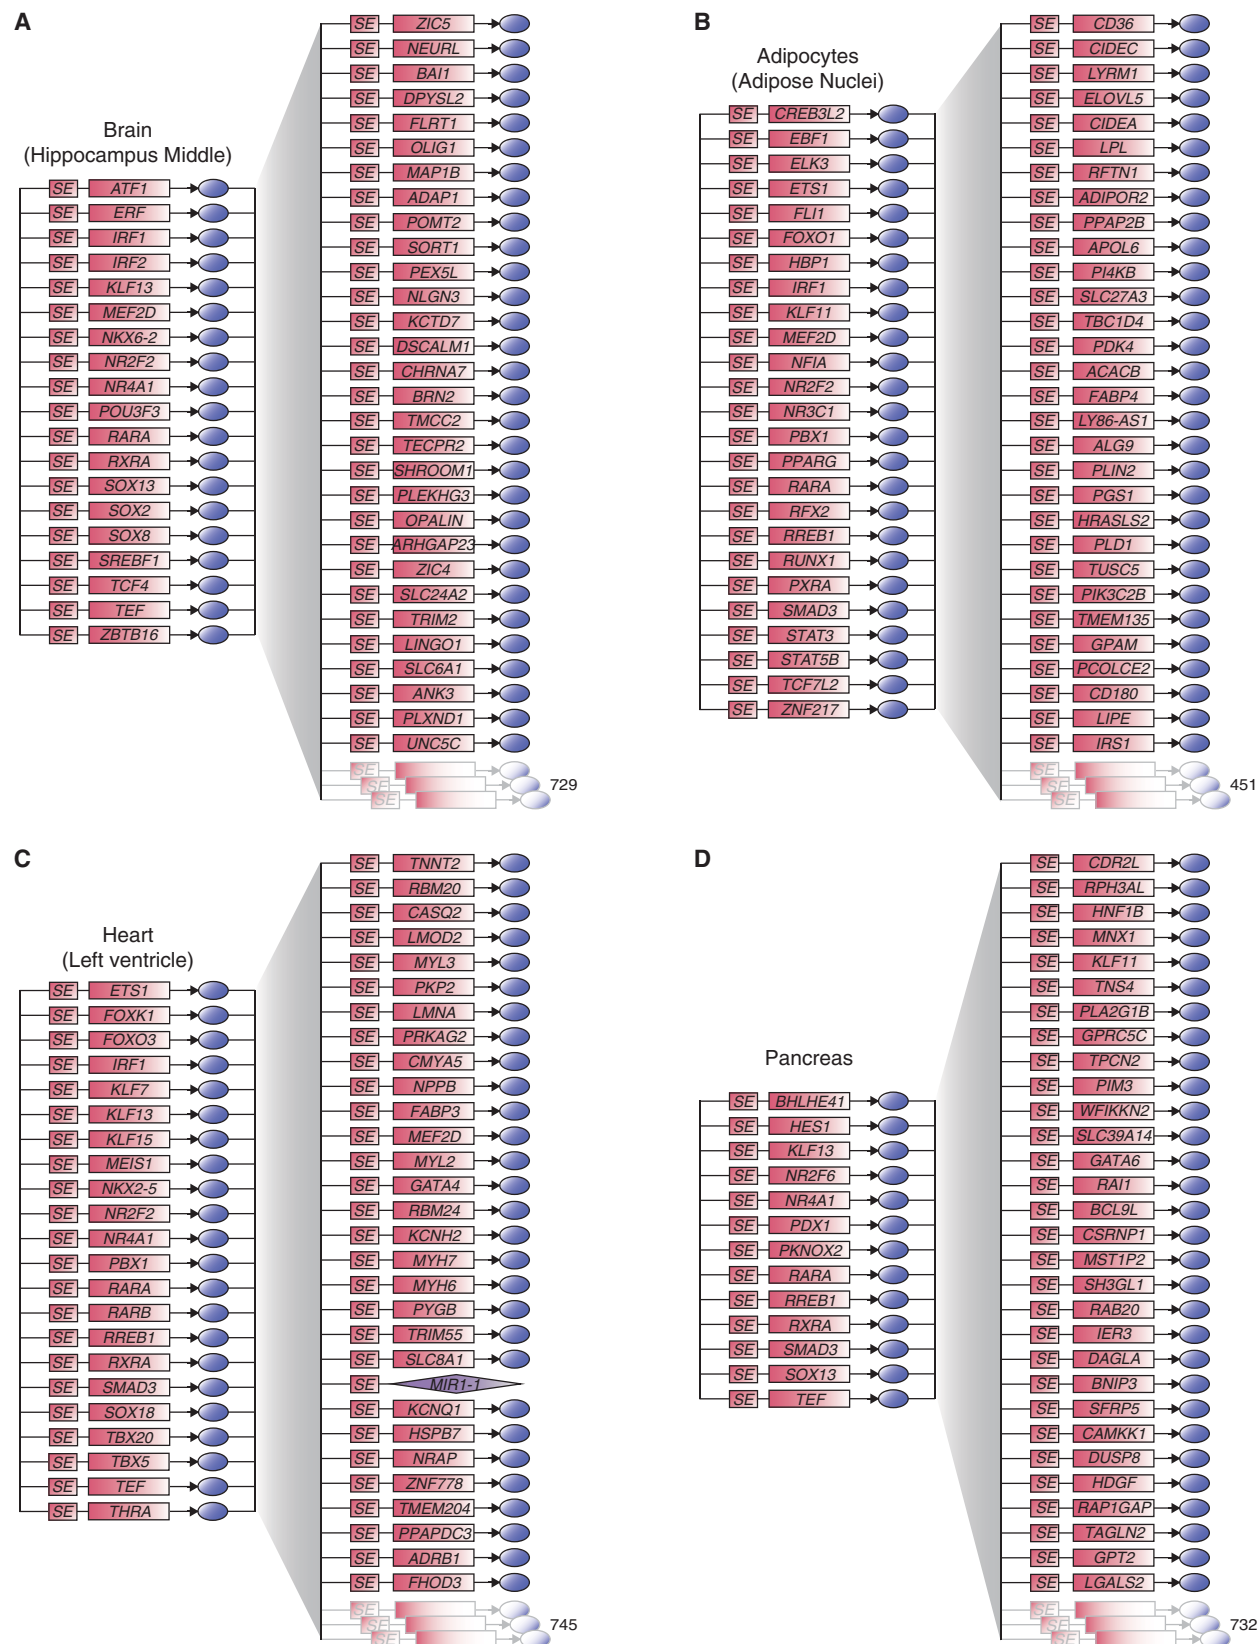 A
Brain
(Hippocampus Middle)
SE ATF1
SE ERF
SE IRF1
SE IRF2
SE KLF13
SE MEF2D
SE NKX6-2
SE NR2F2
SE NR4A1
SE POU3F3
SE RARA
SE RXRA
SE SOX13
SE SOX2
SE SOX8
SE SREBF1
SE TCF4
SE TEF
SE ZBTB16
SE ZIC5
SE NEURL
SE BAI1
SE DPYSL2
SE FLRT1
SE OLIG1
SE MAP1B
SE ADAP1
SE POMT2
SE SORT1
SE PEX5L
SE NLGN3
SE KCTD7
SE DSCALM1
SE CHRNA7
SE BRN2
SE TMCC2
SE TECPR2
SE SHROOM1
SE PLEKHG3
SE OPALIN
SE ARHGAP23
SE ZIC4
SE SLC24A2
SE TRIM2
SE LINGO1
SE SLC6A1
SE ANK3
SE PLXND1
SE UNC5C
SE
SE
SE
729
B
Adipocytes
(Adipose Nuclei)
SE CREB3L2
SE EBF1
SE ELK3
SE ETS1
SE FLI1
SE FOXO1
SE HBP1
SE IRF1
SE KLF11
SE MEF2D
SE NFIA
SE NR2F2
SE NR3C1
SE PBX1
SE PPARG
SE RARA
SE RFX2
SE RREB1
SE RUNX1
SE PXRA
SE SMAD3
SE STAT3
SE STAT5B
SE TCF7L2
SE ZNF217
SE CD36
SE CIDEC
SE LYRM1
SE ELOVL5
SE CIDEA
SE LPL
SE RFTN1
SE ADIPOR2
SE PPAP2B
SE APOL6
SE PI4KB
SE SLC27A3
SE TBC1D4
SE PDK4
SE ACACB
SE FABP4
SE LY86-AS1
SE ALG9
SE PLIN2
SE PGS1
SE HRASLS2
SE PLD1
SE TUSC5
SE PIK3C2B
SE TMEM135
SE GPAM
SE PCOLCE2
SE CD180
SE LIPE
SE IRS1
SE
SE
SE
451
C
Heart
(Left ventricle)
SE ETS1
SE FOXK1
SE FOXO3
SE IRF1
SE KLF7
SE KLF13
SE KLF15
SE MEIS1
SE NKX2-5
SE NR2F2
SE NR4A1
SE PBX1
SE RARA
SE RARB
SE RREB1
SE RXRA
SE SMAD3
SE SOX18
SE TBX20
SE TBX5
SE TEF
SE THRA
SE TNNT2
SE RBM20
SE CASQ2
SE LMOD2
SE MYL3
SE PKP2
SE LMNA
SE PRKAG2
SE CMYA5
SE NPPB
SE FABP3
SE MEF2D
SE MYL2
SE GATA4
SE RBM24
SE KCNH2
SE MYH7
SE MYH6
SE PYGB
SE TRIM55
SE SLC8A1
SE MIR1-1
SE KCNQ1
SE HSPB7
SE NRAP
SE ZNF778
SE TMEM204
SE PPAPDC3
SE ADRB1
SE FHOD3
SE
SE
SE
745
D
Pancreas
SE BHLHE41
SE HES1
SE KLF13
SE NR2F6
SE NR4A1
SE PDX1
SE PKNOX2
SE RARA
SE RREB1
SE RXRA
SE SMAD3
SE SOX13
SE TEF
SE CDR2L
SE RPH3AL
SE HNF1B
SE MNX1
SE KLF11
SE TNS4
SE PLA2G1B
SE GPRC5C
SE TPCN2
SE PIM3
SE WFIKKN2
SE SLC39A14
SE GATA6
SE RAI1
SE BCL9L
SE CSRNP1
SE MST1P2
SE SH3GL1
SE RAB20
SE IER3
SE DAGLA
SE BNIP3
SE SFRP5
SE CAMKK1
SE DUSP8
SE HDGF
SE RAP1GAP
SE TAGLN2
SE GPT2
SE LGALS2
SE
SE
SE
732